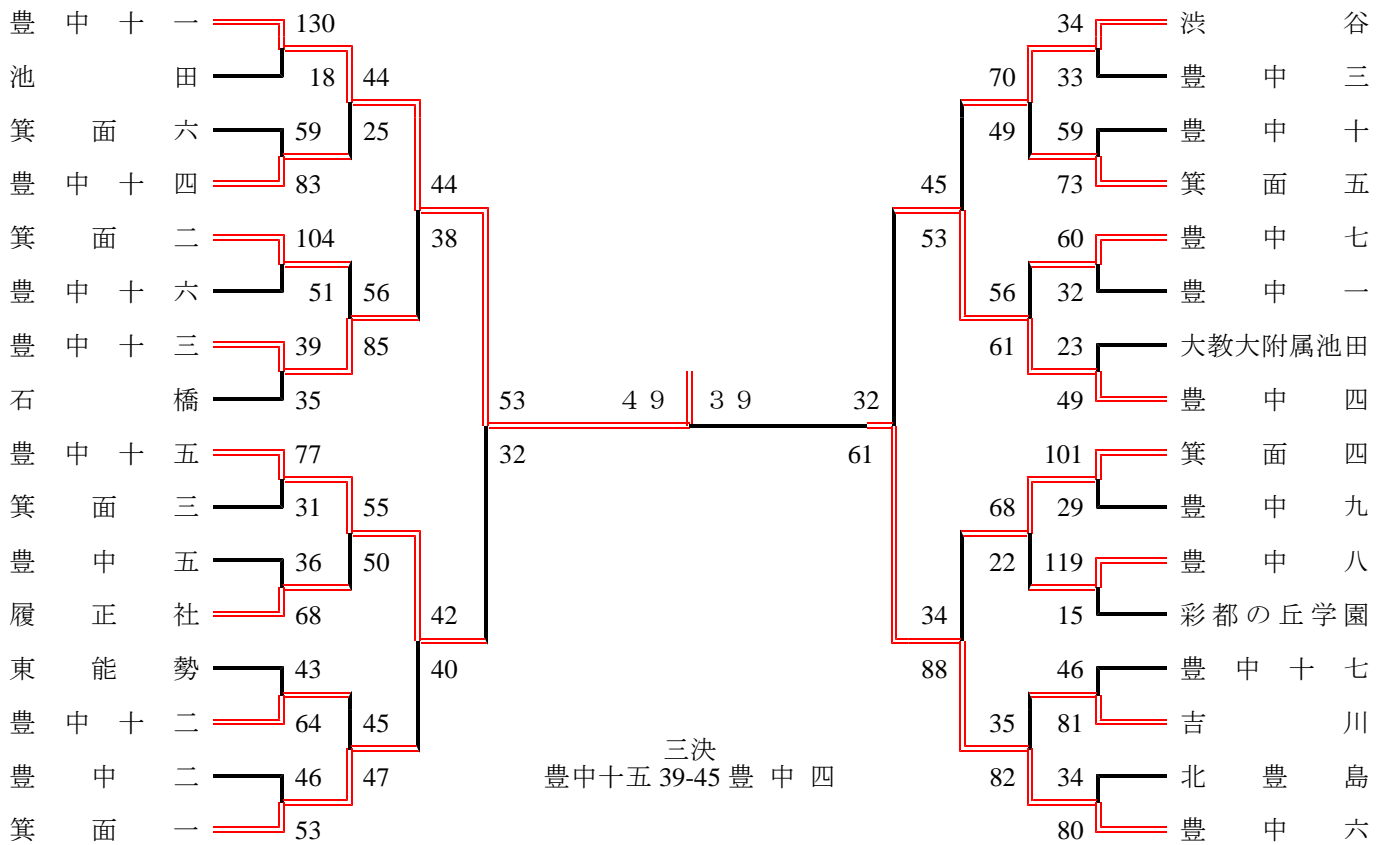 豊中十一 130
池田 18
44
箕面六 59
25
豊中十四 83
44
箕面二 104
38
豊中十六 51
56
豊中十三 39
85
石橋 35
53
32
豊中十五 77
箕面三 31
55
豊中五 36
50
履正社 68
42
東能勢 43
40
豊中十二 64
45
豊中二 46
47
箕面一 53
49 39
三決
豊中十五 39-45 豊中四
34 渋谷
70
33 豊中三
49
59 豊中十
73 箕面五
45
53
60 豊中七
56
32 豊中一
61
23 大教大附属池田
49 豊中四
32
61
101 箕面四
68
29 豊中九
22
119 豊中八
15 彩都の丘学園
34
88
46 豊中十七
35
81 吉川
82
34 北豊島
80 豊中六